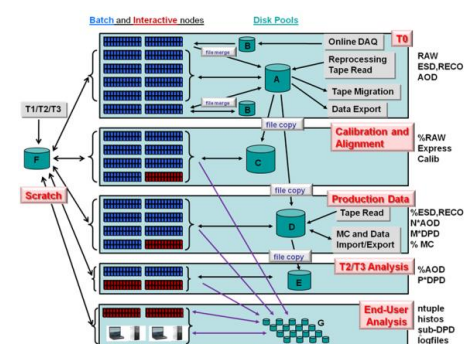 Batch and Interactive nodes
Disk Pools
T0
B
Online DAQ
file merge
Reprocessing
Tape Read
A
Tape Migration
file merge
B
Data Export
RAW
ESD,RECO
AOD
T1/T2/T3
F
Scratch
file copy
Calibration and
Alignment
C
%RAW
Express
Calib
file copy
Production Data
Tape Read
D
MC and Data
Import/Export
%ESD,RECO
N*AOD
M*DPD
% MC
file copy
T2/T3 Analysis
E
%AOD
P*DPD
End-User
Analysis
G
ntuple
histos
sub-DPD
logfiles